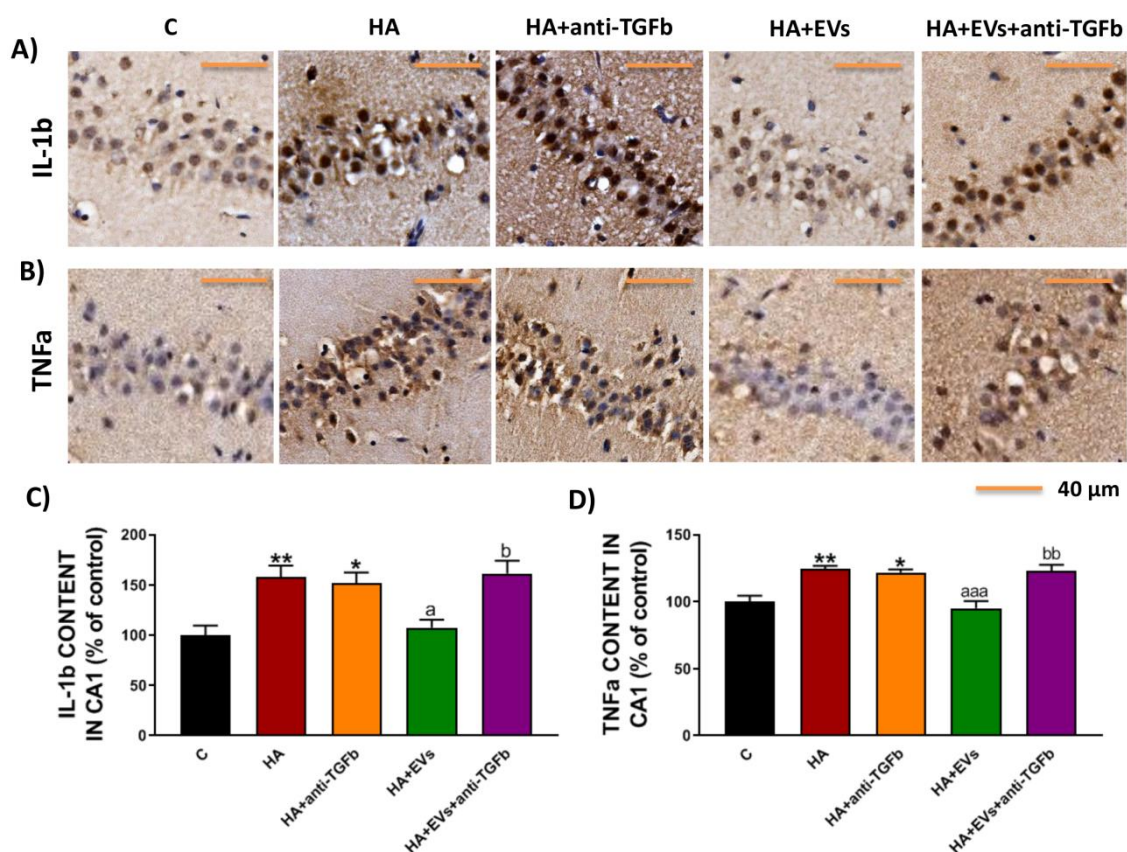 C HA HA+anti-TGFb HA+EVs HA+EVs+anti-TGFb
A)
IL-1b
B)
TNFa
40 µm
C)
IL-1b CONTENT
IN CA1 (% of control)
200
150
100
50
0
** * a b
C HA HA+anti-TGFb HA+EVs HA+EVs+anti-TGFb
D)
TNFa CONTENT IN
CA1 (% of control)
150
100
50
0
** * aaa bb
C HA HA+anti-TGFb HA+EVs HA+EVs+anti-TGFb